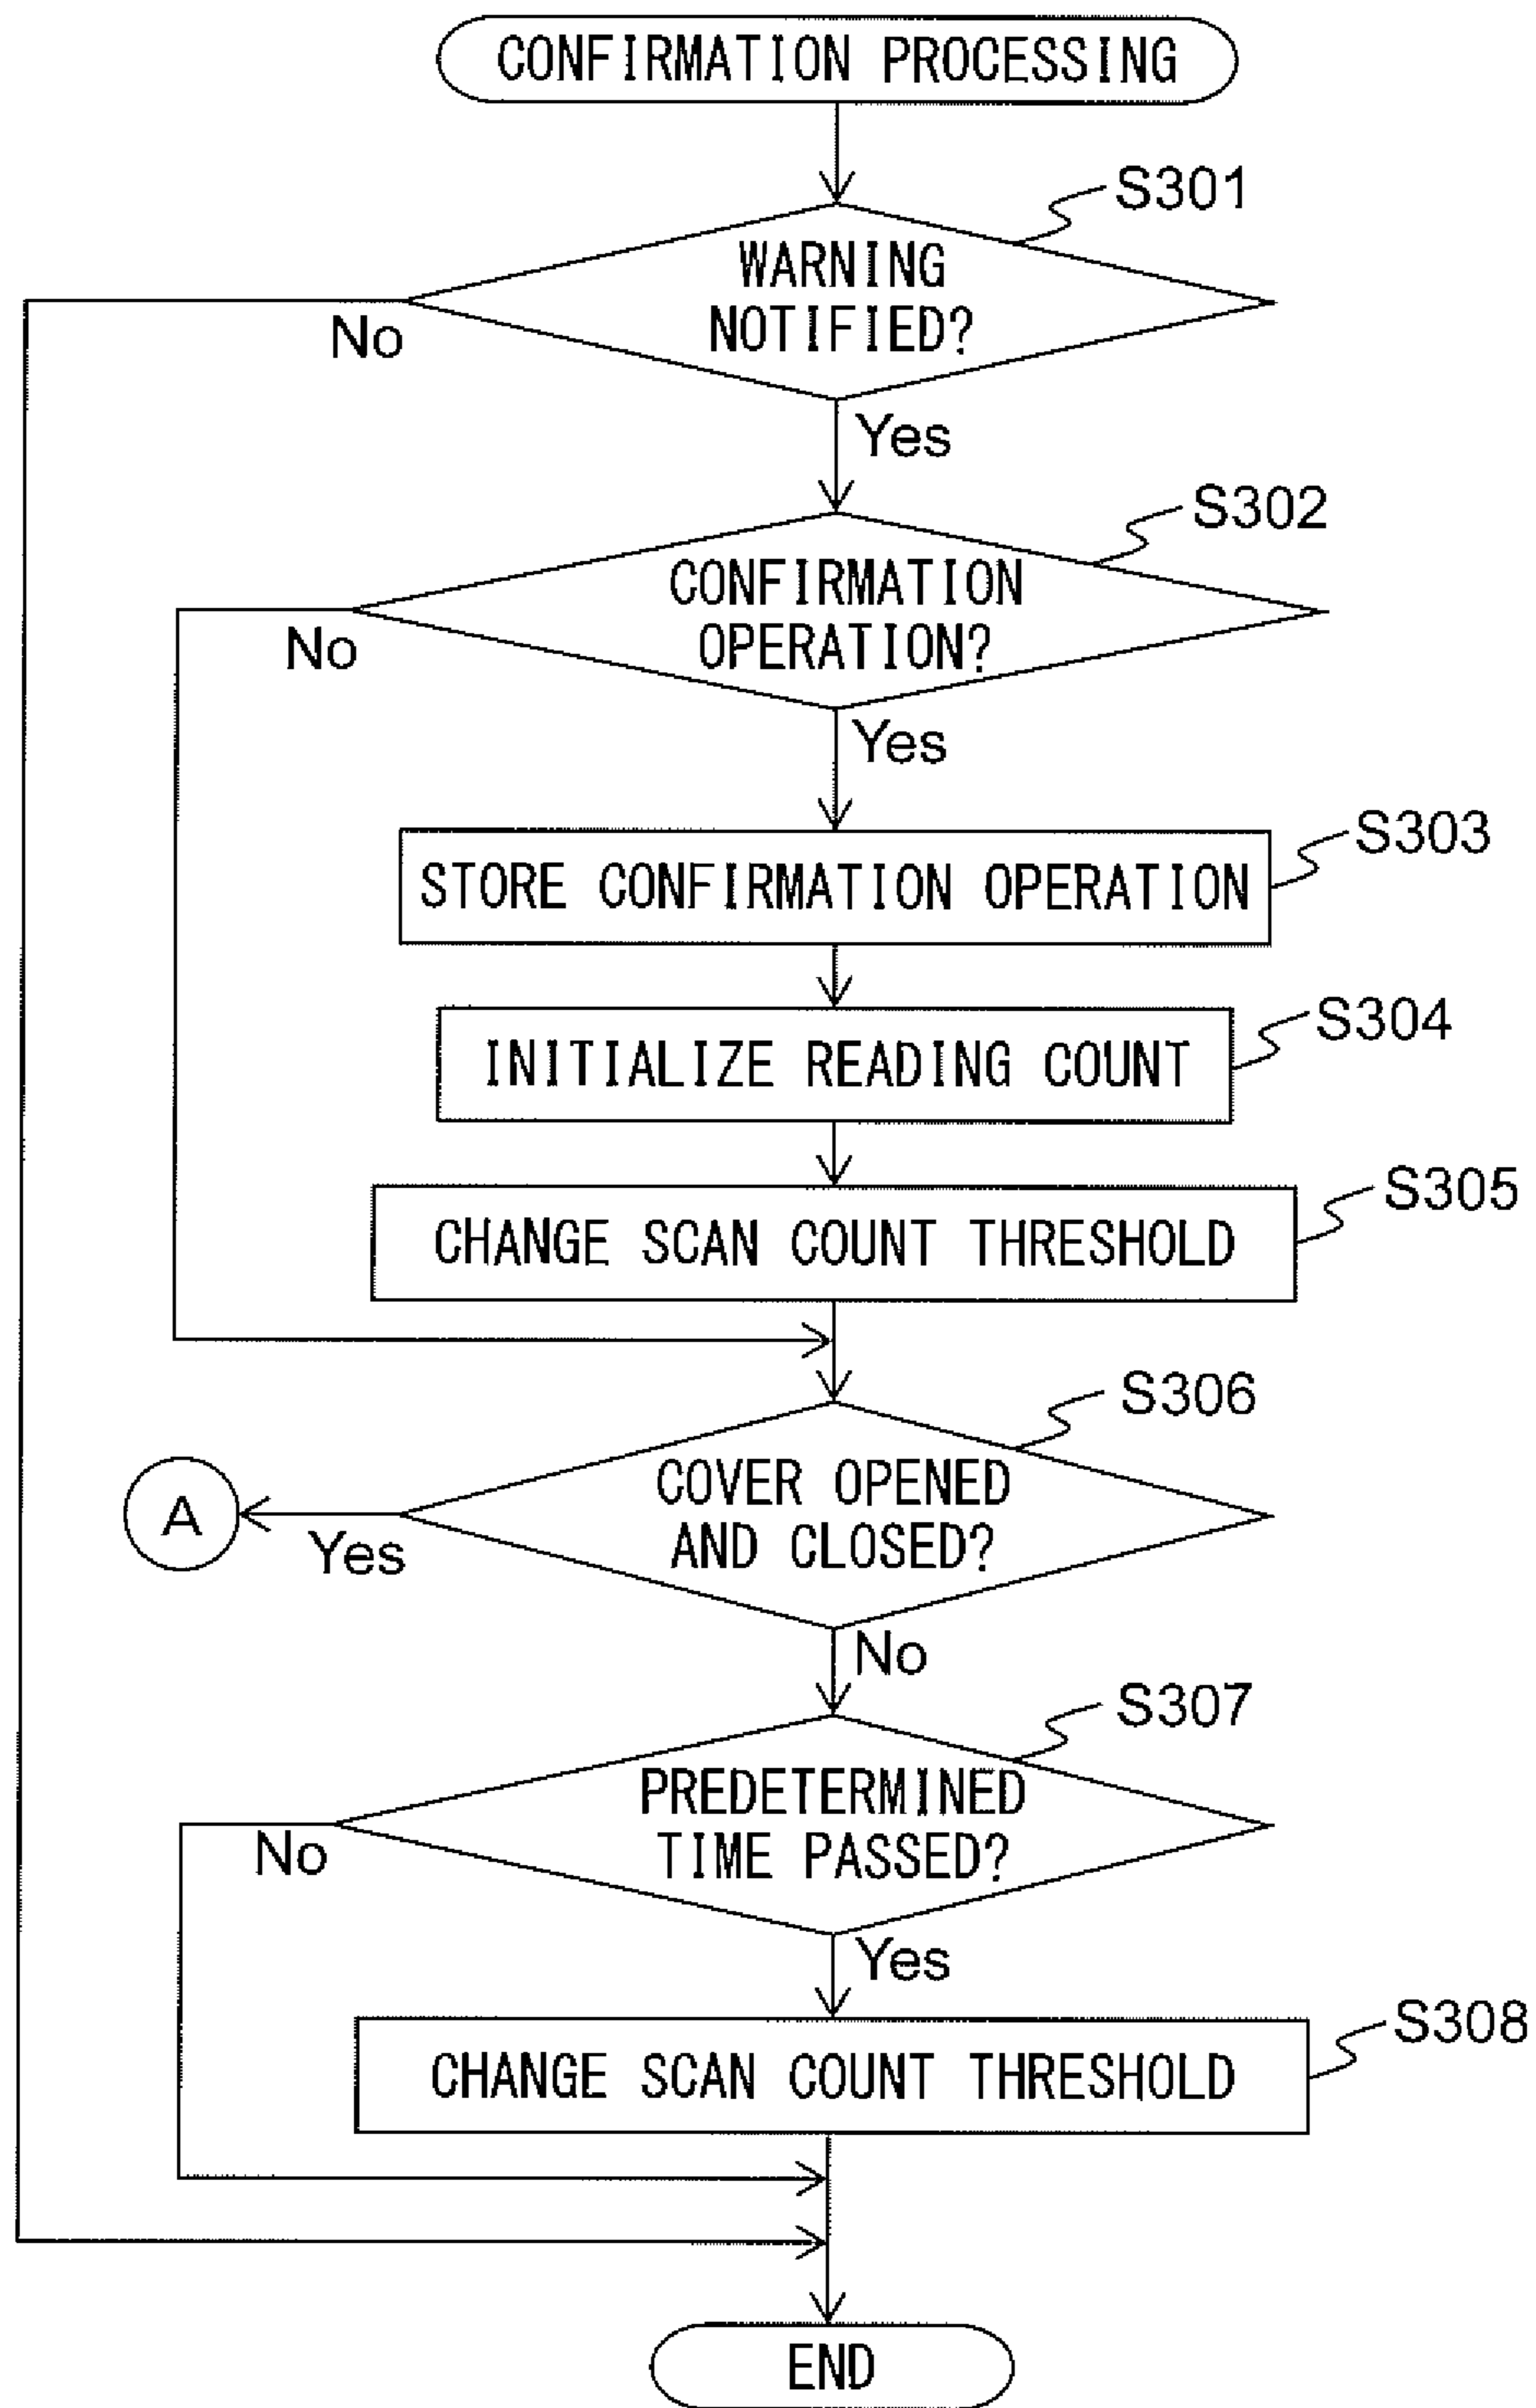 CONFIRMATION PROCESSING
S301
WARNING
NOTIFIED?
No
Yes
S302
CONFIRMATION
OPERATION?
No
Yes
S303
STORE CONFIRMATION OPERATION
S304
INITIALIZE READING COUNT
S305
CHANGE SCAN COUNT THRESHOLD
S306
COVER OPENED
AND CLOSED?
A
Yes
No
S307
PREDETERMINED
TIME PASSED?
No
Yes
S308
CHANGE SCAN COUNT THRESHOLD
END